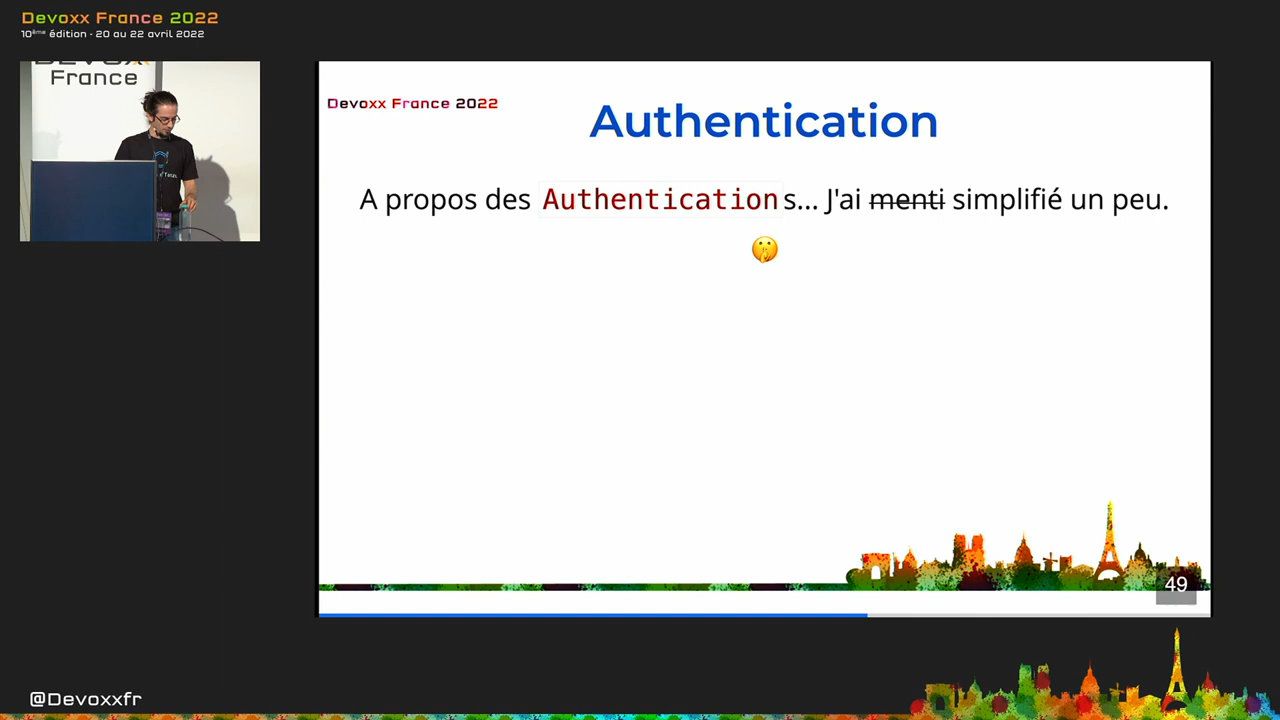 Devoxx France 2022
10ème édition - 20 au 22 avril 2022
DEVOXX
France
Devoxx France 2022
Authentication
A propos des Authentications... J'ai menti simplifié un peu.
49
@Devoxxfr